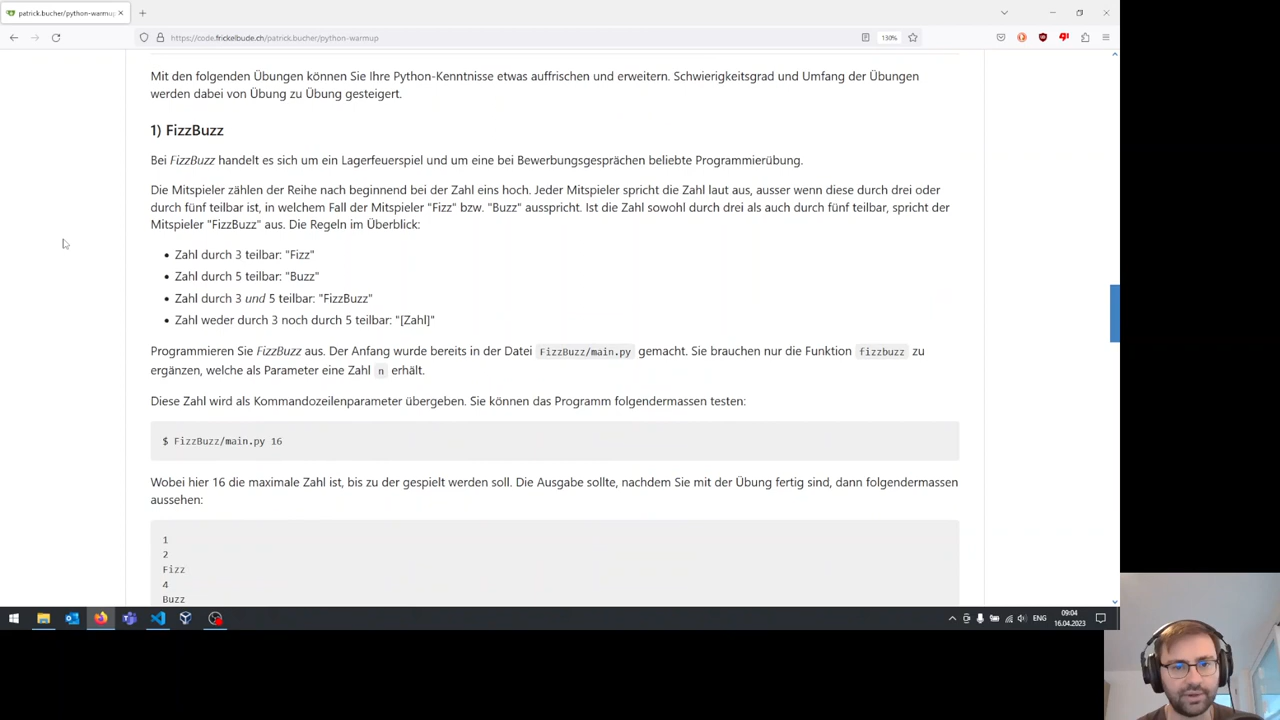 patrick.bucher/python-warmup
https://code.frickelbude.ch/patrick.bucher/python-warmup
130%
Mit den folgenden Übungen können Sie Ihre Python-Kenntnisse etwas auffrischen und erweitern. Schwierigkeitsgrad und Umfang der Übungen
werden dabei von Übung zu Übung gesteigert.
1) FizzBuzz
Bei FizzBuzz handelt es sich um ein Lagerfeuerspiel und um eine bei Bewerbungsgesprächen beliebte Programmierübung.
Die Mitspieler zählen der Reihe nach beginnend bei der Zahl eins hoch. Jeder Mitspieler spricht die Zahl laut aus, ausser wenn diese durch drei oder
durch fünf teilbar ist, in welchem Fall der Mitspieler "Fizz" bzw. "Buzz" ausspricht. Ist die Zahl sowohl durch drei als auch durch fünf teilbar, spricht der
Mitspieler "FizzBuzz" aus. Die Regeln im Überblick:
• Zahl durch 3 teilbar: "Fizz"
• Zahl durch 5 teilbar: "Buzz"
• Zahl durch 3 und 5 teilbar: "FizzBuzz"
• Zahl weder durch 3 noch durch 5 teilbar: "[Zahl]"
Programmieren Sie FizzBuzz aus. Der Anfang wurde bereits in der Datei FizzBuzz/main.py gemacht. Sie brauchen nur die Funktion fizzbuzz zu
ergänzen, welche als Parameter eine Zahl n erhält.
Diese Zahl wird als Kommandozeilenparameter übergeben. Sie können das Programm folgendermassen testen:
$ FizzBuzz/main.py 16
Wobei hier 16 die maximale Zahl ist, bis zu der gespielt werden soll. Die Ausgabe sollte, nachdem Sie mit der Übung fertig sind, dann folgendermassen
aussehen:
1
2
Fizz
4
Buzz
ENG
09:04
16.04.2023